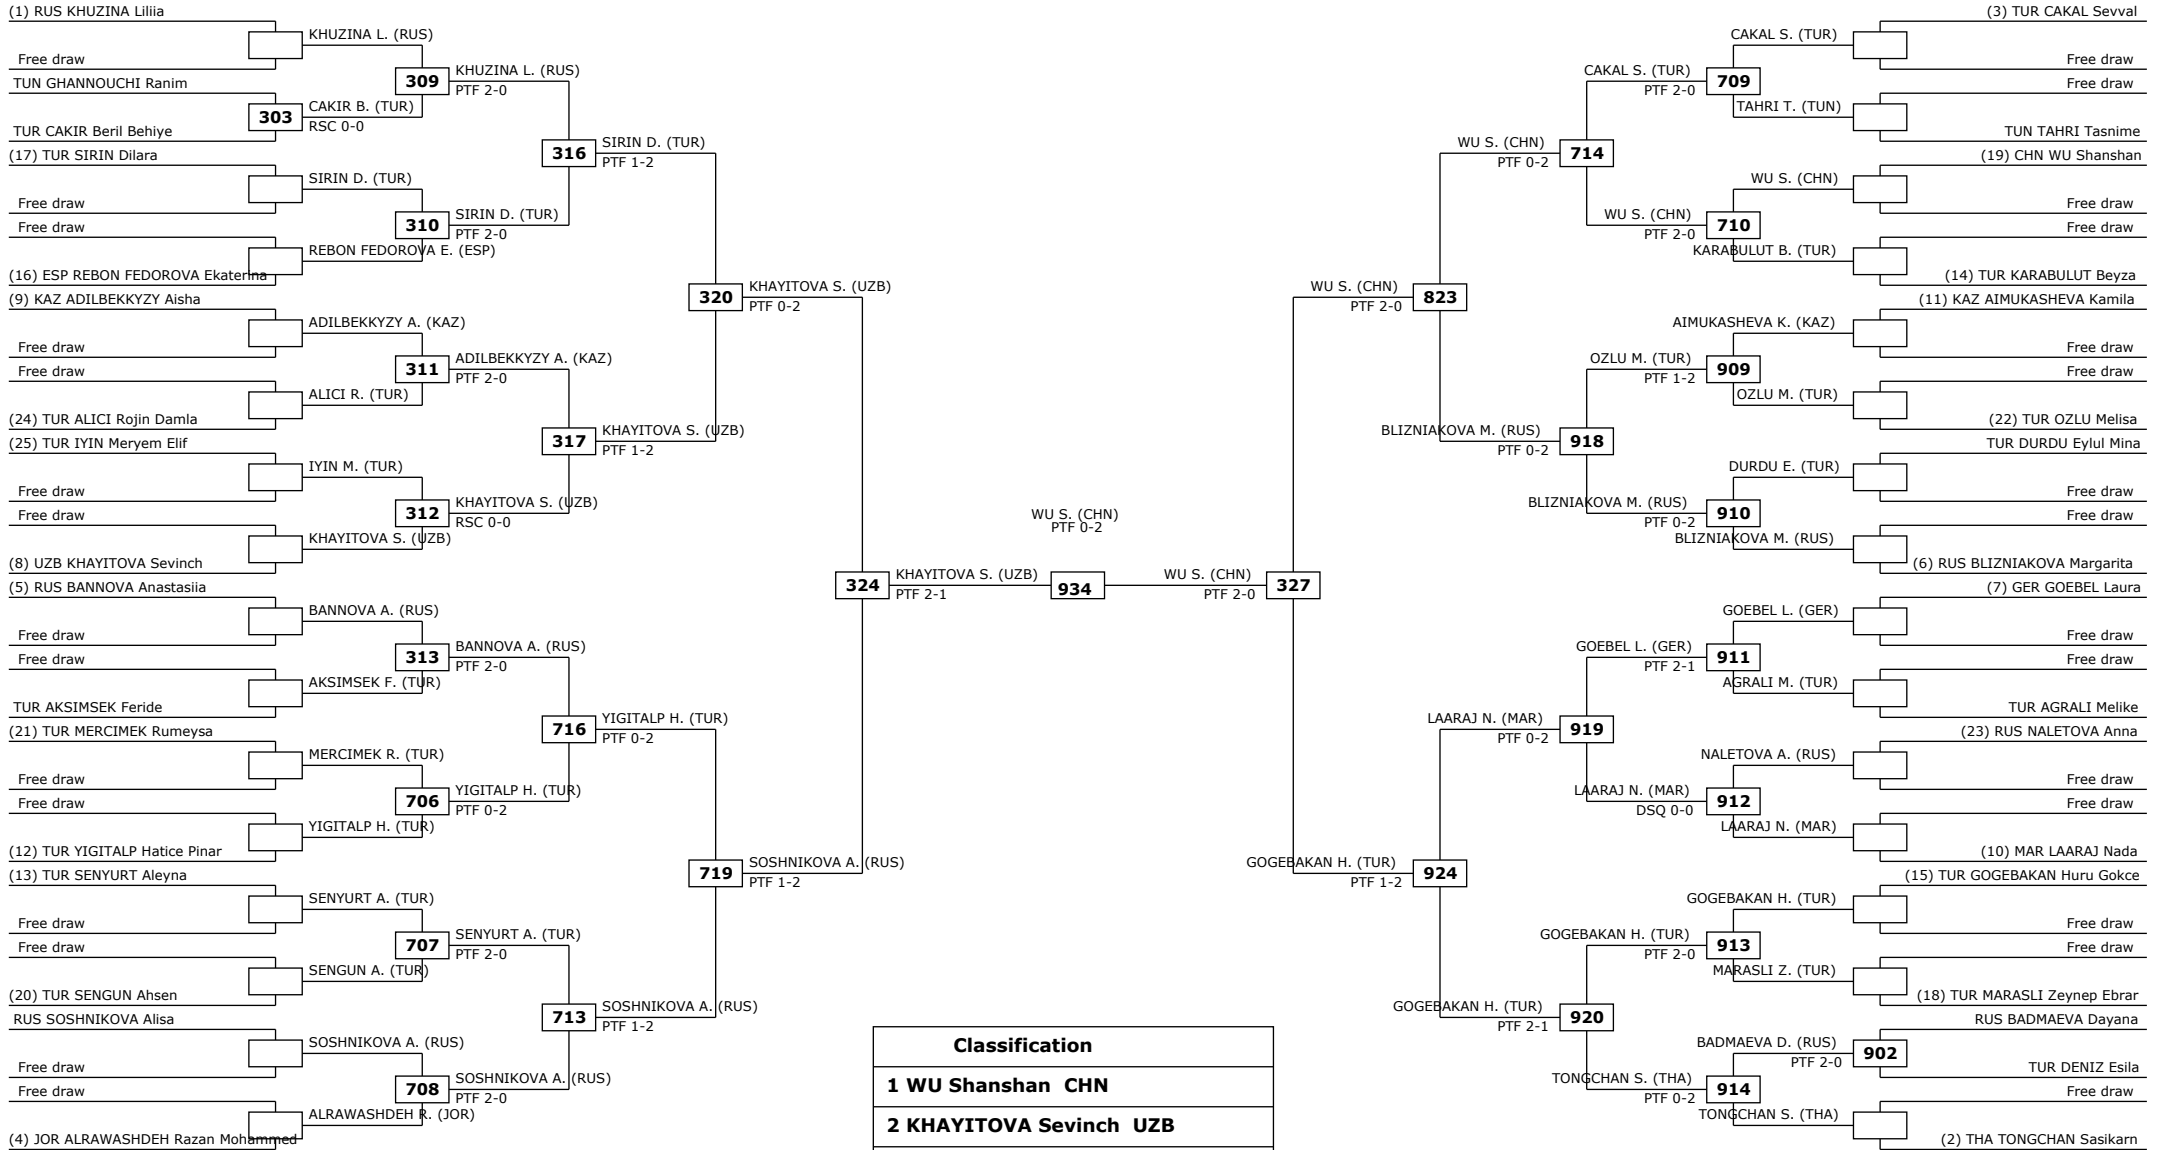 (1) RUS KHUZINA Liliia
Free draw
KHUZINA L. (RUS)
TUN GHANNOUCHI Ranim
TUR CAKIR Beril Behiye
303
CAKIR B. (TUR)
RSC 0-0
309
KHUZINA L. (RUS)
PTF 2-0
(17) TUR SIRIN Dilara
Free draw
SIRIN D. (TUR)
Free draw
(16) ESP REBON FEDOROVA Ekaterina
REBON FEDOROVA E. (ESP)
310
SIRIN D. (TUR)
PTF 2-0
316
SIRIN D. (TUR)
PTF 1-2
(9) KAZ ADILBEKKYZY Aisha
Free draw
ADILBEKKYZY A. (KAZ)
Free draw
(24) TUR ALICI Rojin Damla
ALICI R. (TUR)
311
ADILBEKKYZY A. (KAZ)
PTF 2-0
(25) TUR IYIN Meryem Elif
Free draw
IYIN M. (TUR)
Free draw
(8) UZB KHAYITOVA Sevinch
KHAYITOVA S. (UZB)
312
KHAYITOVA S. (UZB)
RSC 0-0
317
KHAYITOVA S. (UZB)
PTF 1-2
320
KHAYITOVA S. (UZB)
PTF 0-2
(5) RUS BANNOVA Anastasiia
Free draw
BANNOVA A. (RUS)
Free draw
TUR AKSIMSEK Feride
AKSIMSEK F. (TUR)
313
BANNOVA A. (RUS)
PTF 2-0
(21) TUR MERCIMEK Rumeysa
Free draw
MERCIMEK R. (TUR)
Free draw
(12) TUR YIGITALP Hatice Pinar
YIGITALP H. (TUR)
706
YIGITALP H. (TUR)
PTF 0-2
716
YIGITALP H. (TUR)
PTF 0-2
(13) TUR SENYURT Aleyna
Free draw
SENYURT A. (TUR)
Free draw
(20) TUR SENGUN Ahsen
SENGUN A. (TUR)
707
SENYURT A. (TUR)
PTF 2-0
RUS SOSHNIKOVA Alisa
Free draw
SOSHNIKOVA A. (RUS)
Free draw
(4) JOR ALRAWASHDEH Razan Mohammed
ALRAWASHDEH R. (JOR)
708
SOSHNIKOVA A. (RUS)
PTF 2-0
713
SOSHNIKOVA A. (RUS)
PTF 1-2
719
SOSHNIKOVA A. (RUS)
PTF 1-2
324
KHAYITOVA S. (UZB)
PTF 2-1
WU S. (CHN)
PTF 0-2
934
WU S. (CHN)
PTF 2-0
327
(3) TUR CAKAL Sevval
CAKAL S. (TUR)
Free draw
Free draw
TAHRI T. (TUN)
TUN TAHRI Tasnime
CAKAL S. (TUR)
PTF 2-0
709
(19) CHN WU Shanshan
WU S. (CHN)
Free draw
Free draw
KARABULUT B. (TUR)
(14) TUR KARABULUT Beyza
WU S. (CHN)
PTF 2-0
710
WU S. (CHN)
PTF 0-2
714
(11) KAZ AIMUKASHEVA Kamila
AIMUKASHEVA K. (KAZ)
Free draw
Free draw
OZLU M. (TUR)
(22) TUR OZLU Melisa
OZLU M. (TUR)
PTF 1-2
909
TUR DURDU Eylul Mina
DURDU E. (TUR)
Free draw
Free draw
BLIZNIAKOVA M. (RUS)
(6) RUS BLIZNIAKOVA Margarita
BLIZNIAKOVA M. (RUS)
PTF 0-2
910
BLIZNIAKOVA M. (RUS)
PTF 0-2
918
WU S. (CHN)
PTF 2-0
823
(7) GER GOEBEL Laura
GOEBEL L. (GER)
Free draw
Free draw
AGRALI M. (TUR)
TUR AGRALI Melike
GOEBEL L. (GER)
PTF 2-1
911
(23) RUS NALETOVA Anna
NALETOVA A. (RUS)
Free draw
Free draw
LAARAJ N. (MAR)
(10) MAR LAARAJ Nada
LAARAJ N. (MAR)
DSQ 0-0
912
LAARAJ N. (MAR)
PTF 0-2
919
(15) TUR GOGEBAKAN Huru Gokce
GOGEBAKAN H. (TUR)
Free draw
Free draw
MARASLI Z. (TUR)
(18) TUR MARASLI Zeynep Ebrar
GOGEBAKAN H. (TUR)
PTF 2-0
913
RUS BADMAEVA Dayana
BADMAEVA D. (RUS)
PTF 2-0
902
TUR DENIZ Esila
Free draw
TONGCHAN S. (THA)
(2) THA TONGCHAN Sasikarn
TONGCHAN S. (THA)
PTF 0-2
914
GOGEBAKAN H. (TUR)
PTF 2-1
920
GOGEBAKAN H. (TUR)
PTF 1-2
924
Classification
1 WU Shanshan CHN
2 KHAYITOVA Sevinch UZB